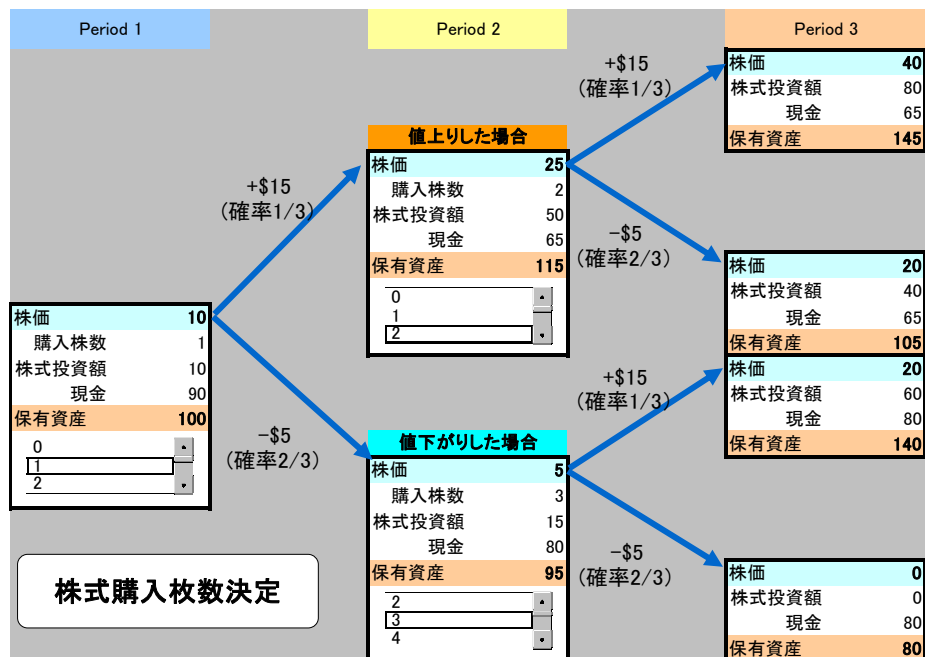 Period 1
Period 2
Period 3
株価 10
購入株数 1
株式投資額 10
現金 90
保有資産 100
0
1
2
+$15
(確率1/3)
-$5
(確率2/3)
値上りした場合
株価 25
購入株数 2
株式投資額 50
現金 65
保有資産 115
0
1
2
値下がりした場合
株価 5
購入株数 3
株式投資額 15
現金 80
保有資産 95
2
3
4
+$15
(確率1/3)
-$5
(確率2/3)
+$15
(確率1/3)
-$5
(確率2/3)
株価 40
株式投資額 80
現金 65
保有資産 145
株価 20
株式投資額 40
現金 65
保有資産 105
株価 20
株式投資額 60
現金 80
保有資産 140
株価 0
株式投資額 0
現金 80
保有資産 80
株式購入枚数決定